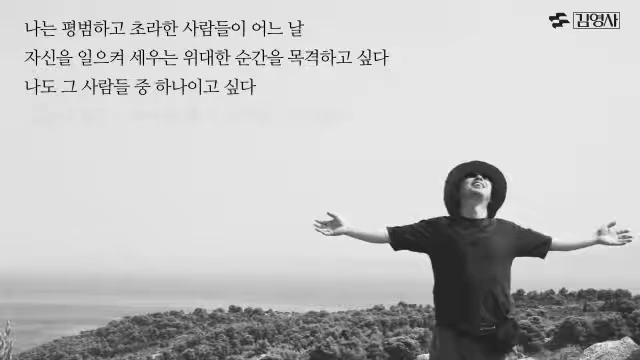 나는 평범하고 초라한 사람들이 어느 날
자신을 일으켜 세우는 위대한 순간을 목격하고 싶다
나도 그 사람들 중 하나이고 싶다
김영사